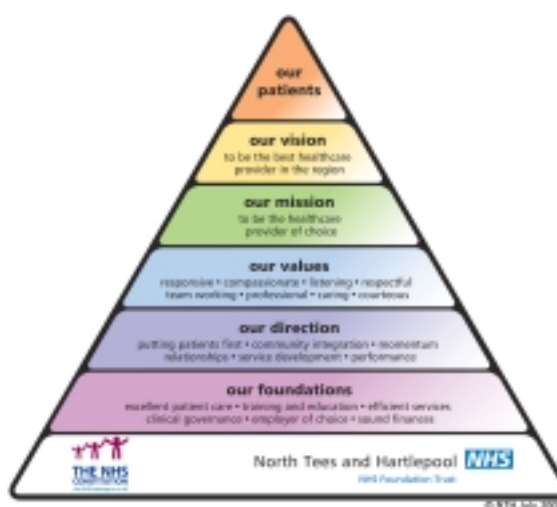 our
patients
our vision
to be the best healthcare
provider in the region
our mission
to be the healthcare
provider of choice
our values
responsive • compassionate • listening • respectful
team working • professional • caring • courteous
our direction
putting patients first • community integration • momentum
relationships • service development • performance
our foundations
excellent patient care • training and education • efficient services
clinical governance • employer of choice • sound finances
THE NHS
CONSTITUTION
North Tees and Hartlepool NHS
NHS Foundation Trust
© NTH July